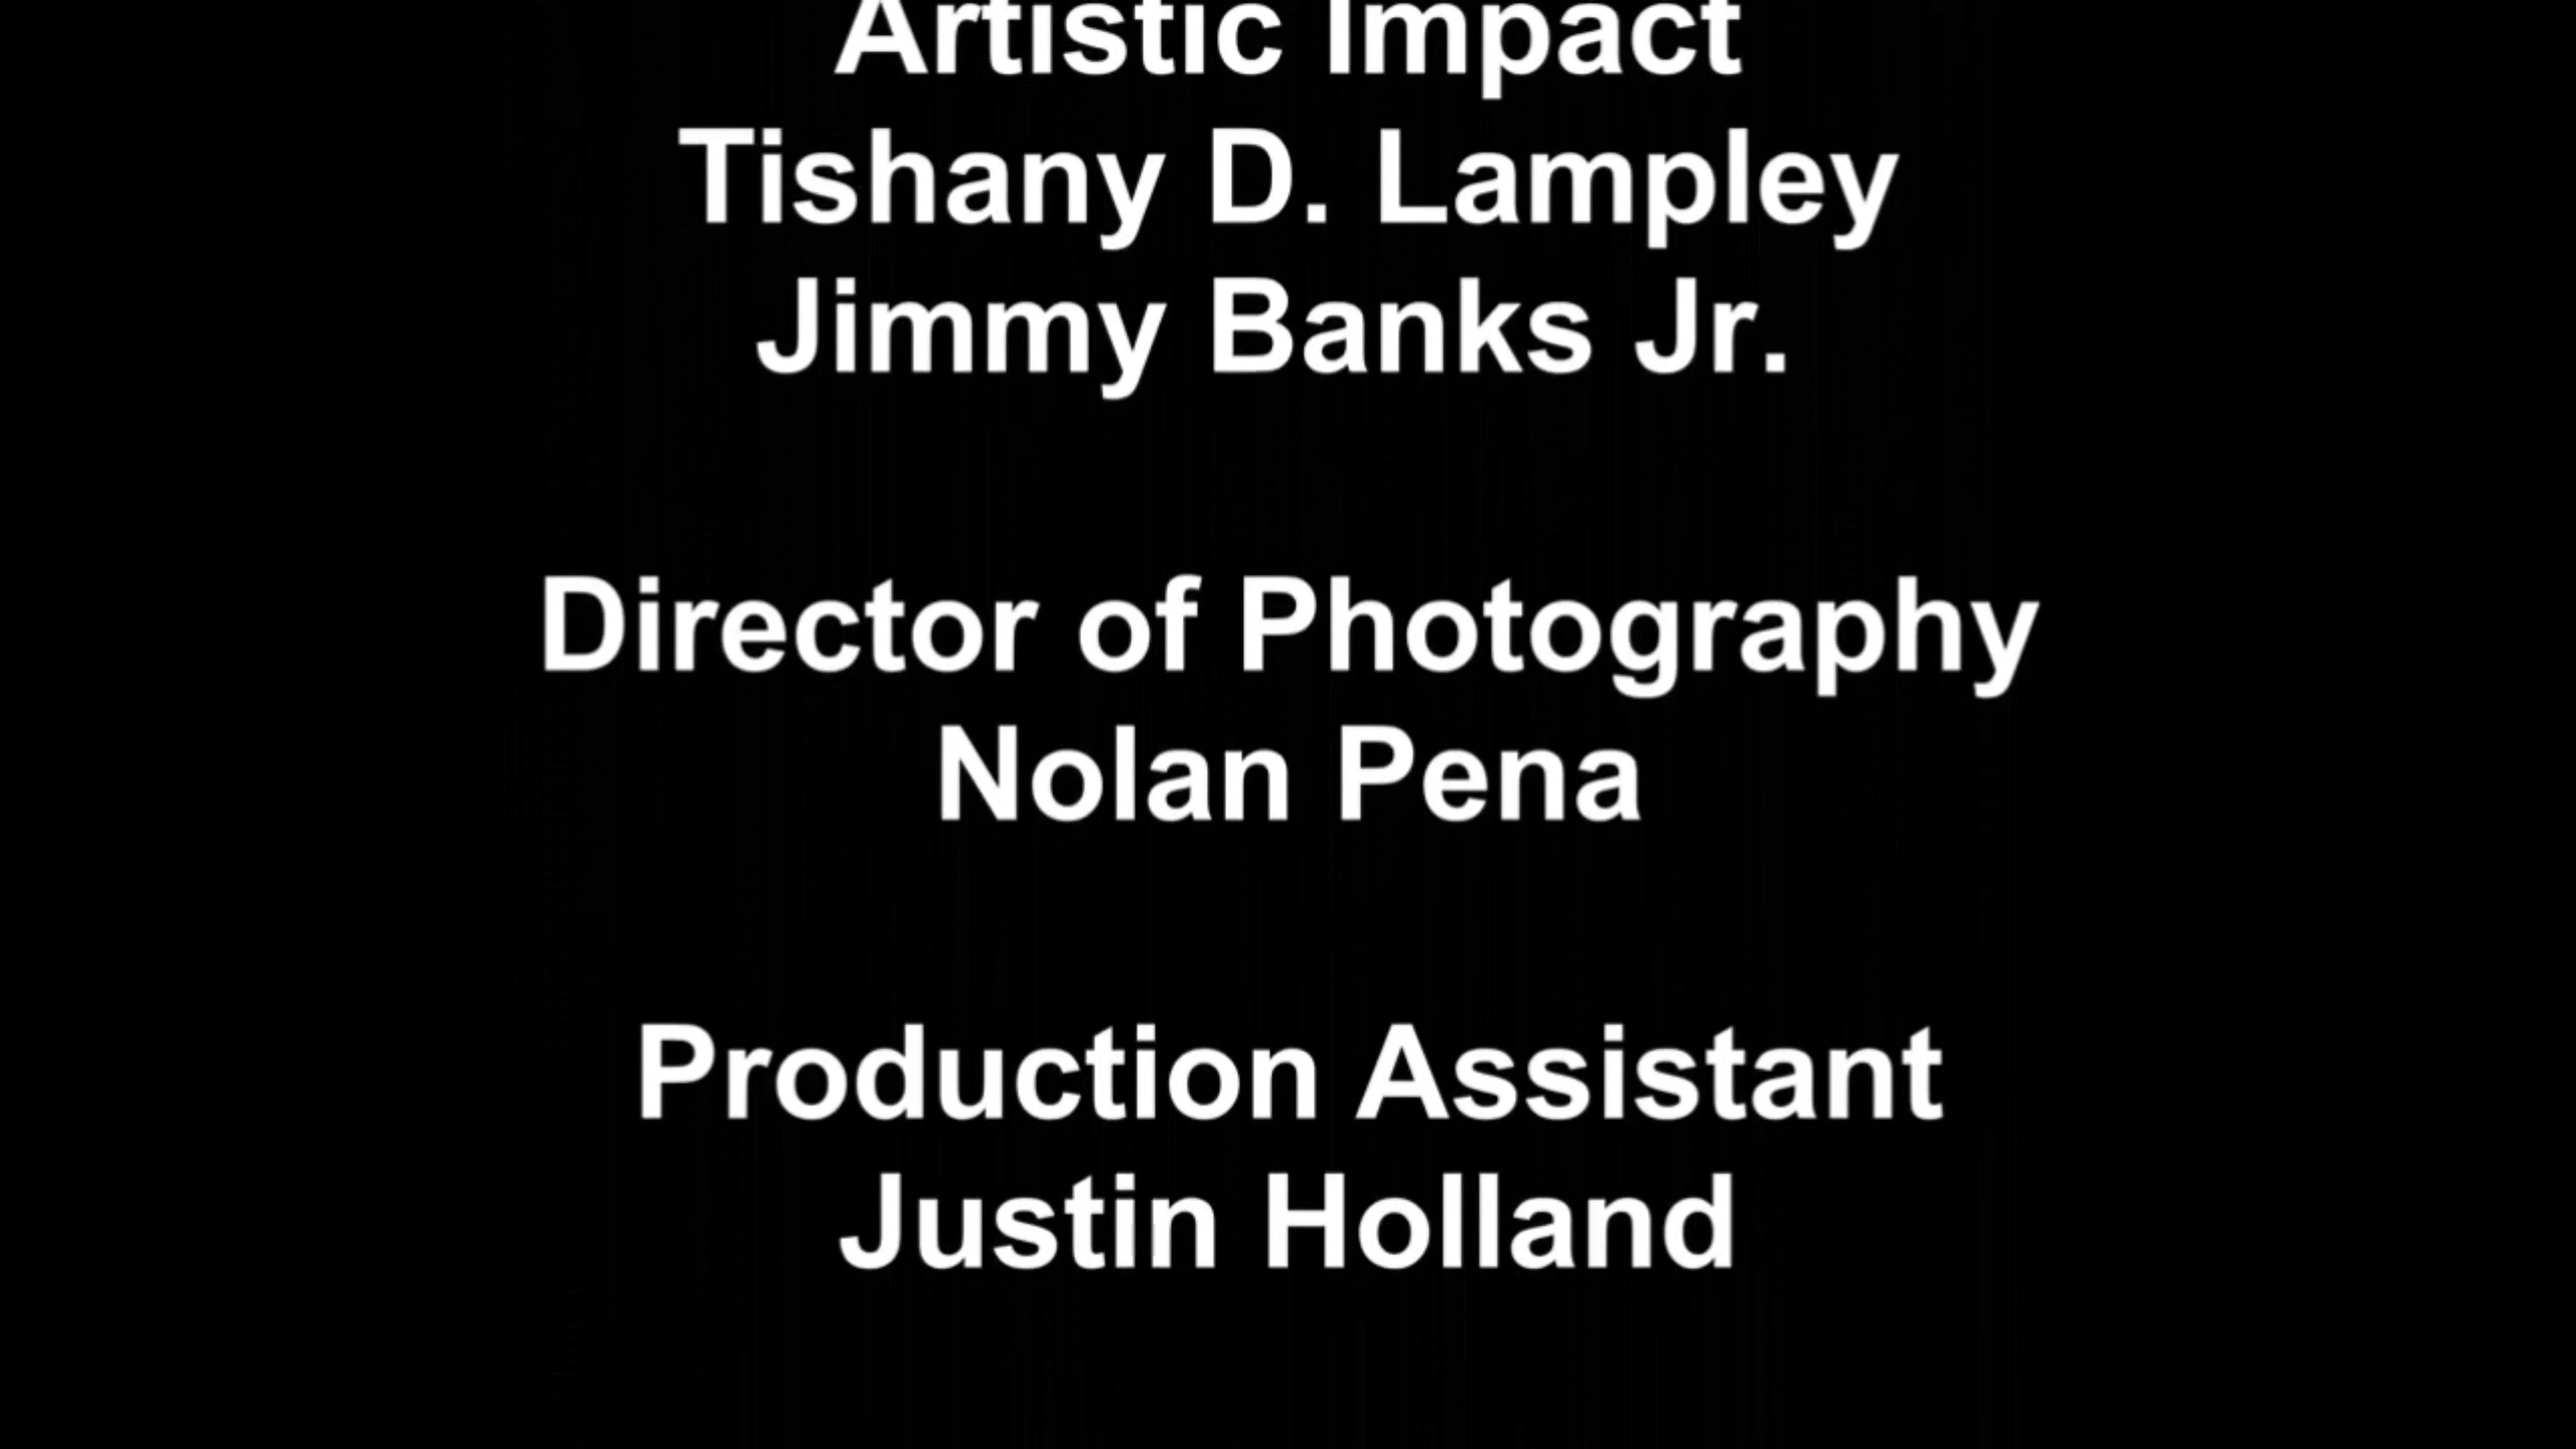 Artistic Impact
Tishany D. Lampley
Jimmy Banks Jr.
Director of Photography
Nolan Pena
Production Assistant
Justin Holland